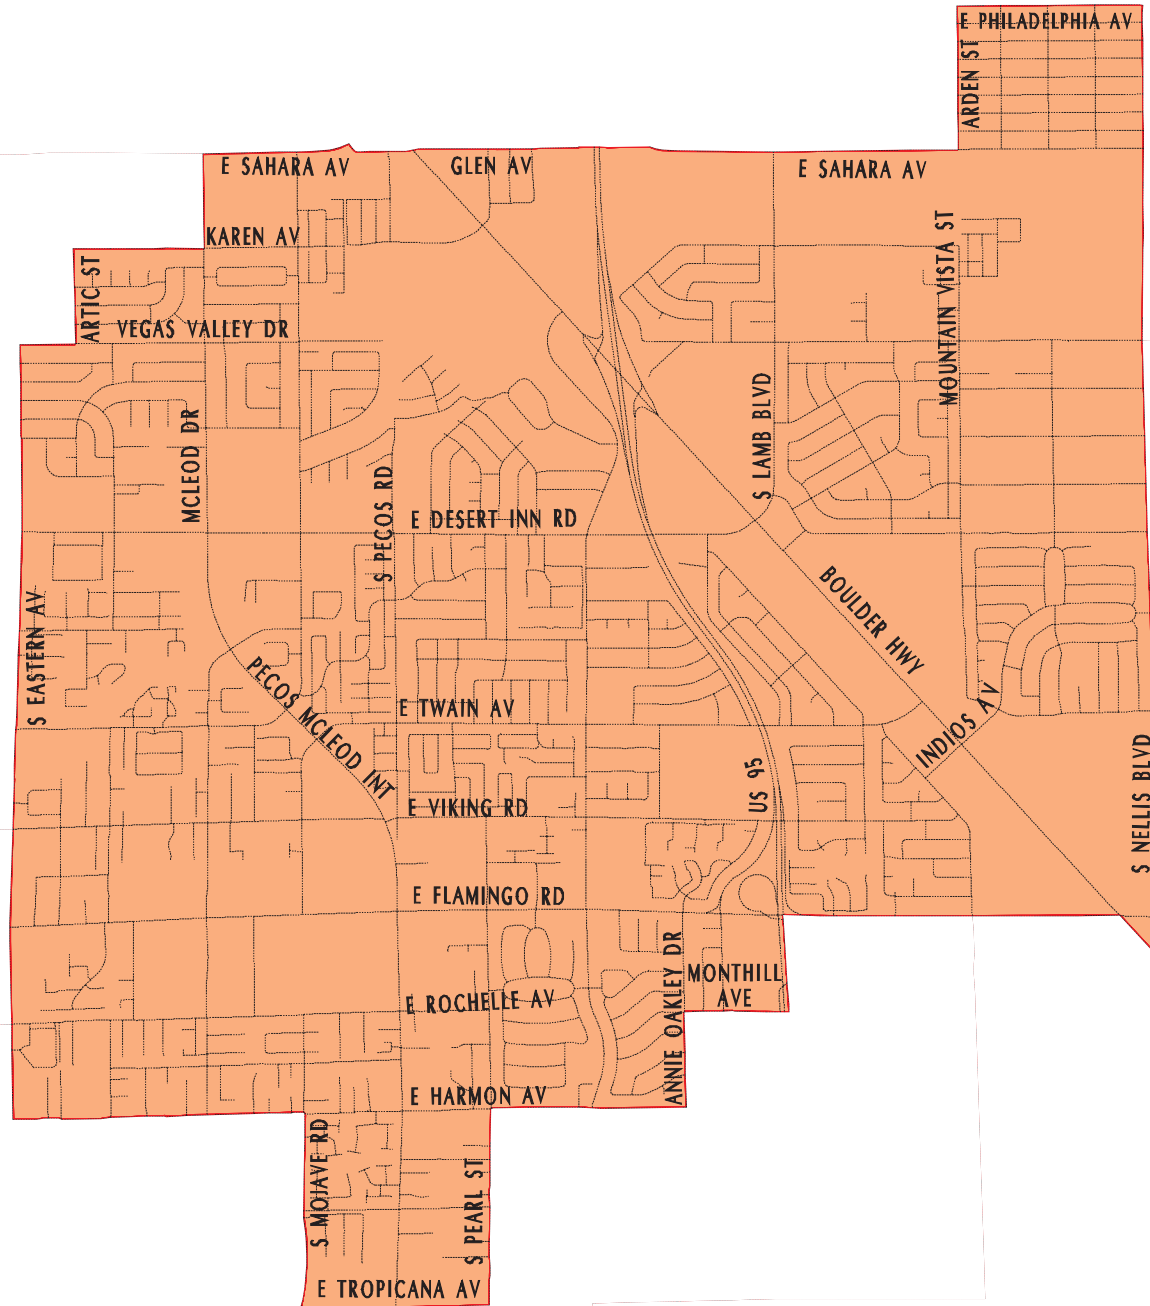 E PHILADELPHIA AV
ARDEN ST
E SAHARA AV
GLEN AV
E SAHARA AV
KAREN AV
ARTIC ST
MOUNTAIN VISTA ST
VEGAS VALLEY DR
MCLEOD DR
S LAMB BLVD
S PECOS RD
E DESERT INN RD
S EASTERN AV
BOULDER HWY
PECOS MCLEOD INT
E TWAIN AV
INDIOS AV
US 95
S NELLIS BLVD
E VIKING RD
E FLAMINGO RD
ANNIE OAKLEY DR
MONTHILL
AVE
E ROCHELLE AV
E HARMON AV
S MOJAVE RD
S PEARL ST
E TROPICANA AV